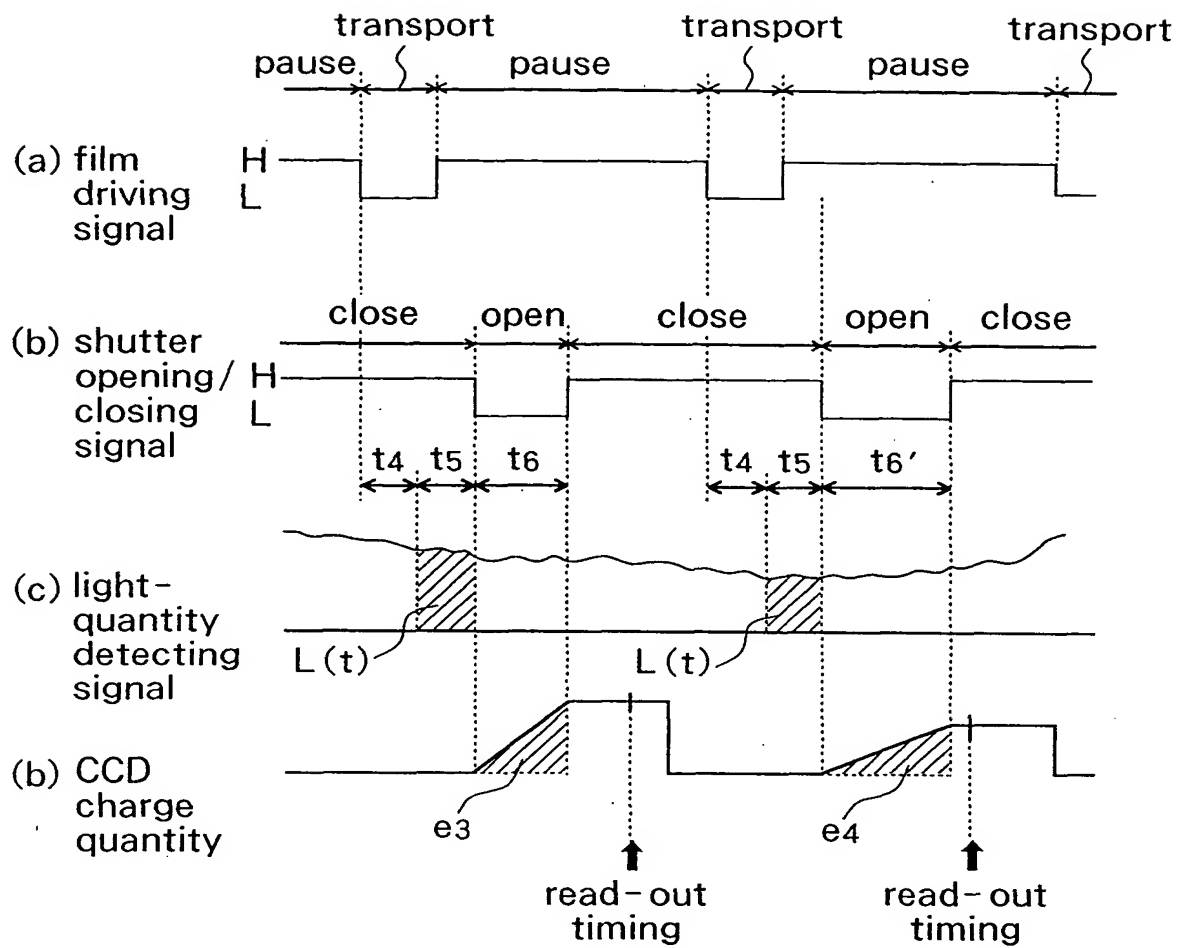 transport transport transport
pause pause pause
(a) film H
driving L
signal
close open close open close
(b) shutter
opening/ H
closing L
signal
t4 t5 t6 t4 t5 t6′
(c) light-
quantity
detecting
signal
L(t) L(t)
(b) CCD
charge
quantity
e3 e4
read-out read-out
timing timing